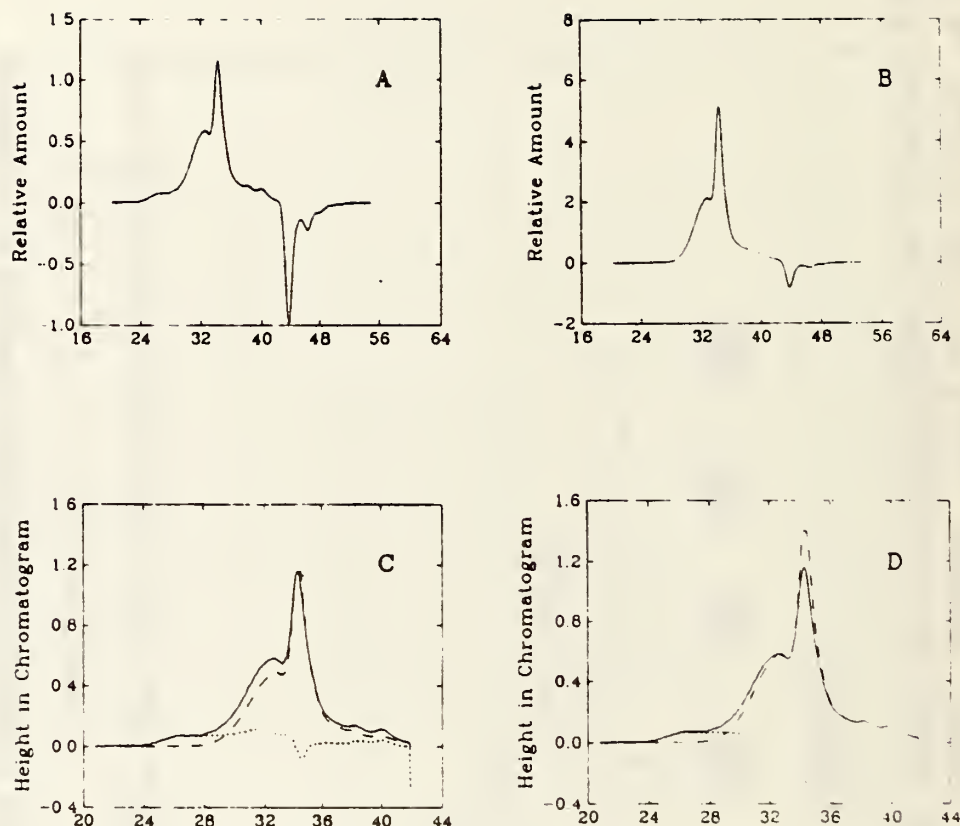 1 5
1.0
0.5
0.0
-0.5
-1.0
Relative Amount
A
16 24 32 40 48 56 64
8
6
4
2
0
-2
Relative Amount
B
16 24 32 40 48 56 64
1 6
1.2
0.8
0 4
0.0
-0 4
Height in Chromatogram
C
20 24 28 32 36 40 44
1.6
1.2
0.8
0.4
0.0
-0 4
Height in Chromatogram
D
20 24 28 32 36 40 44